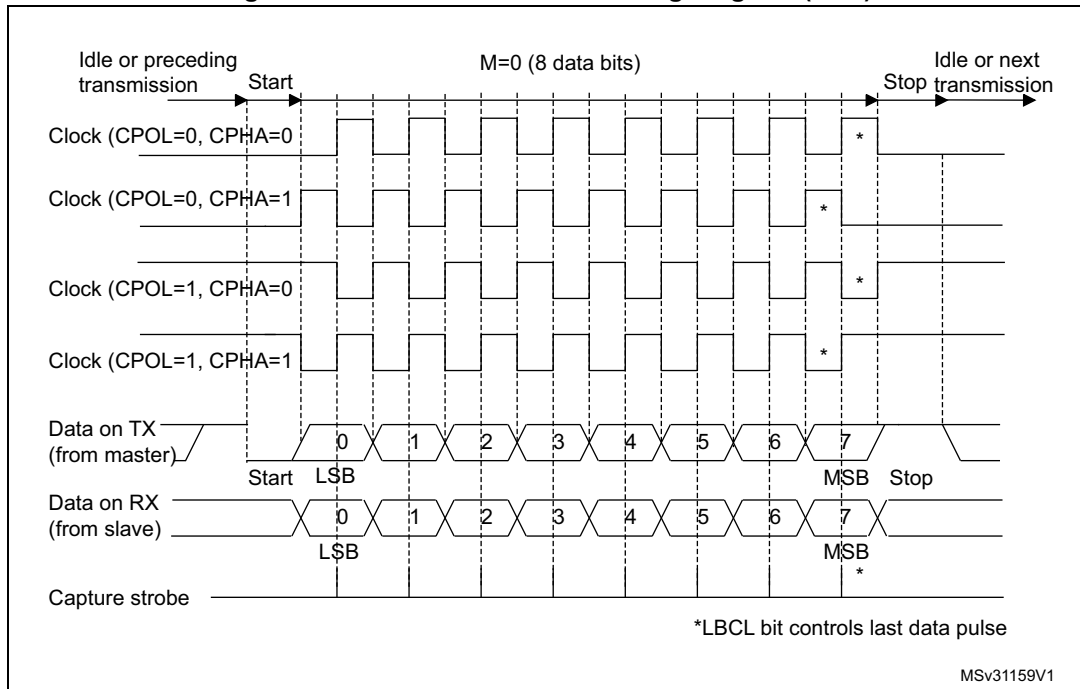 Idle or preceding
transmission
Start
M=0 (8 data bits)
Stop
Idle or next
transmission
Clock (CPOL=0, CPHA=0
*
Clock (CPOL=0, CPHA=1
*
Clock (CPOL=1, CPHA=0
*
Clock (CPOL=1, CPHA=1
*
Data on TX
(from master)
0 1 2 3 4 5 6 7
Start LSB MSB Stop
Data on RX
(from slave)
0 1 2 3 4 5 6 7
LSB MSB
*
Capture strobe
*LBCL bit controls last data pulse
MSv31159V1